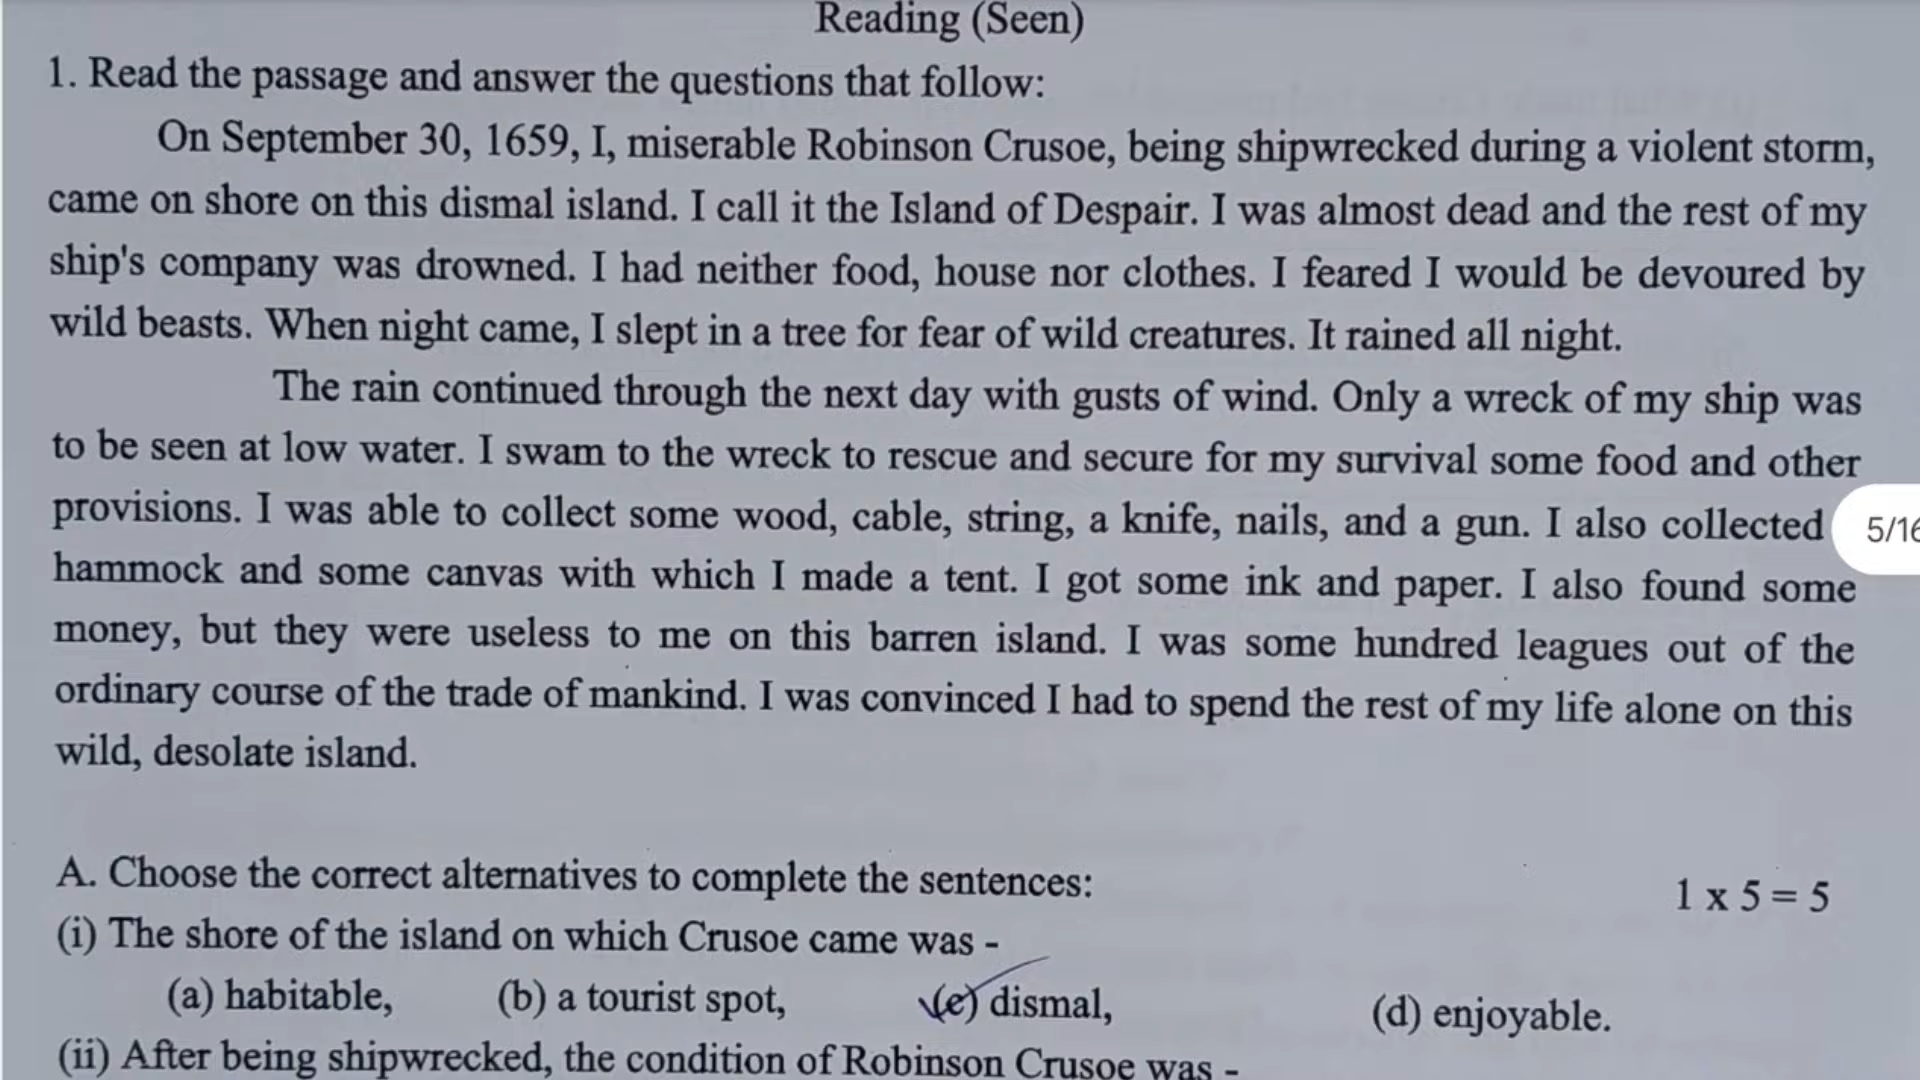 Reading (Seen)
1. Read the passage and answer the questions that follow:
On September 30, 1659, I, miserable Robinson Crusoe, being shipwrecked during a violent storm,
came on shore on this dismal island. I call it the Island of Despair. I was almost dead and the rest of my
ship's company was drowned. I had neither food, house nor clothes. I feared I would be devoured by
wild beasts. When night came, I slept in a tree for fear of wild creatures. It rained all night.
The rain continued through the next day with gusts of wind. Only a wreck of my ship was
to be seen at low water. I swam to the wreck to rescue and secure for my survival some food and other
provisions. I was able to collect some wood, cable, string, a knife, nails, and a gun. I also collected
5/16
hammock and some canvas with which I made a tent. I got some ink and paper. I also found some
money, but they were useless to me on this barren island. I was some hundred leagues out of the
ordinary course of the trade of mankind. I was convinced I had to spend the rest of my life alone on this
wild, desolate island.
A. Choose the correct alternatives to complete the sentences: 1 x 5 = 5
(i) The shore of the island on which Crusoe came was -
(a) habitable, (b) a tourist spot, (c) dismal, (d) enjoyable.
(ii) After being shipwrecked, the condition of Robinson Crusoe was -